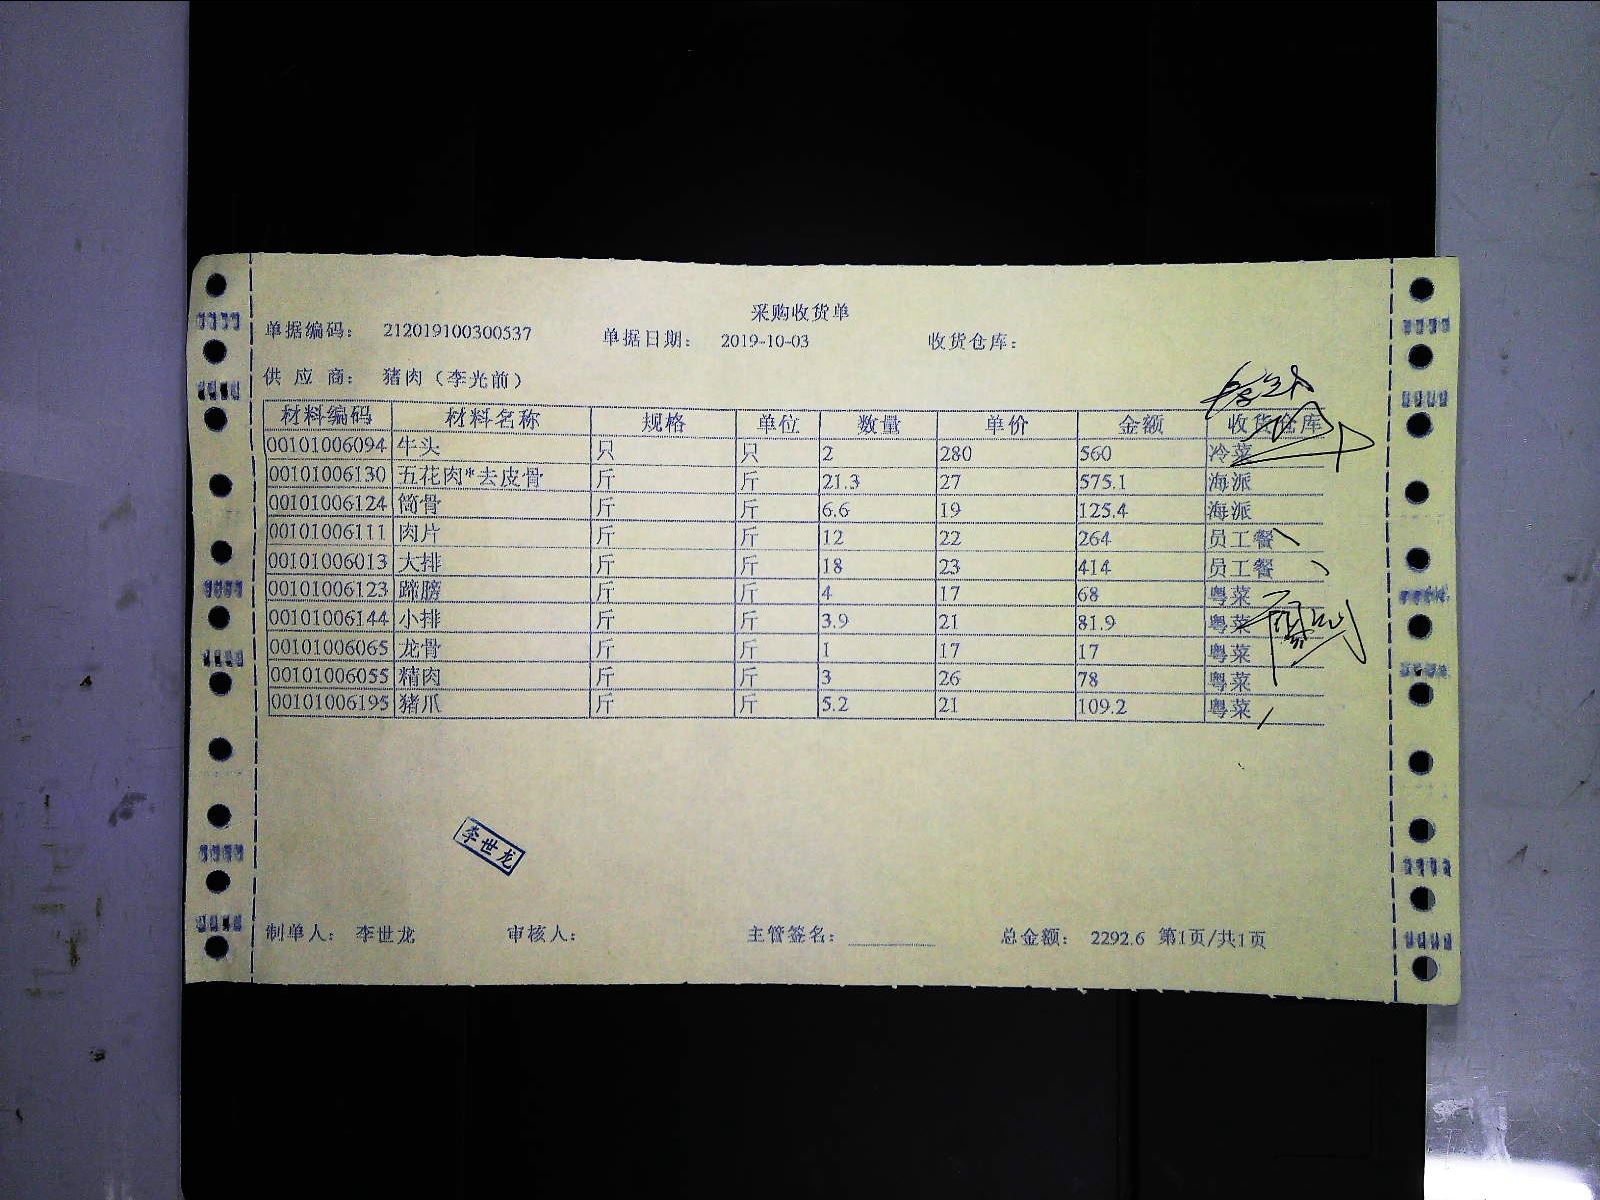 采购收货单
单据编码： 212019100300537 单据日期： 2019-10-03 收货仓库：
供 应 商： 猪肉（李光前）
材料编码 材料名称 规格 单位 数量 单价 金额 收货仓库
00101006094 牛头 只 只 2 280 560 冷菜
00101006130 五花肉*去皮骨 斤 斤 21.3 27 575.1 海派
00101006124 筒骨 斤 斤 6.6 19 125.4 海派
00101006111 肉片 斤 斤 12 22 264 员工餐
00101006013 大排 斤 斤 18 23 414 员工餐
00101006123 蹄膀 斤 斤 4 17 68 粤菜
00101006144 小排 斤 斤 3.9 21 81.9 粤菜
00101006065 龙骨 斤 斤 1 17 17 粤菜
00101006055 精肉 斤 斤 3 26 78 粤菜
00101006195 猪爪 斤 斤 5.2 21 109.2 粤菜
李世龙
制单人： 李世龙 审核人： 主管签名： 总金额： 2292.6 第1页/共1页